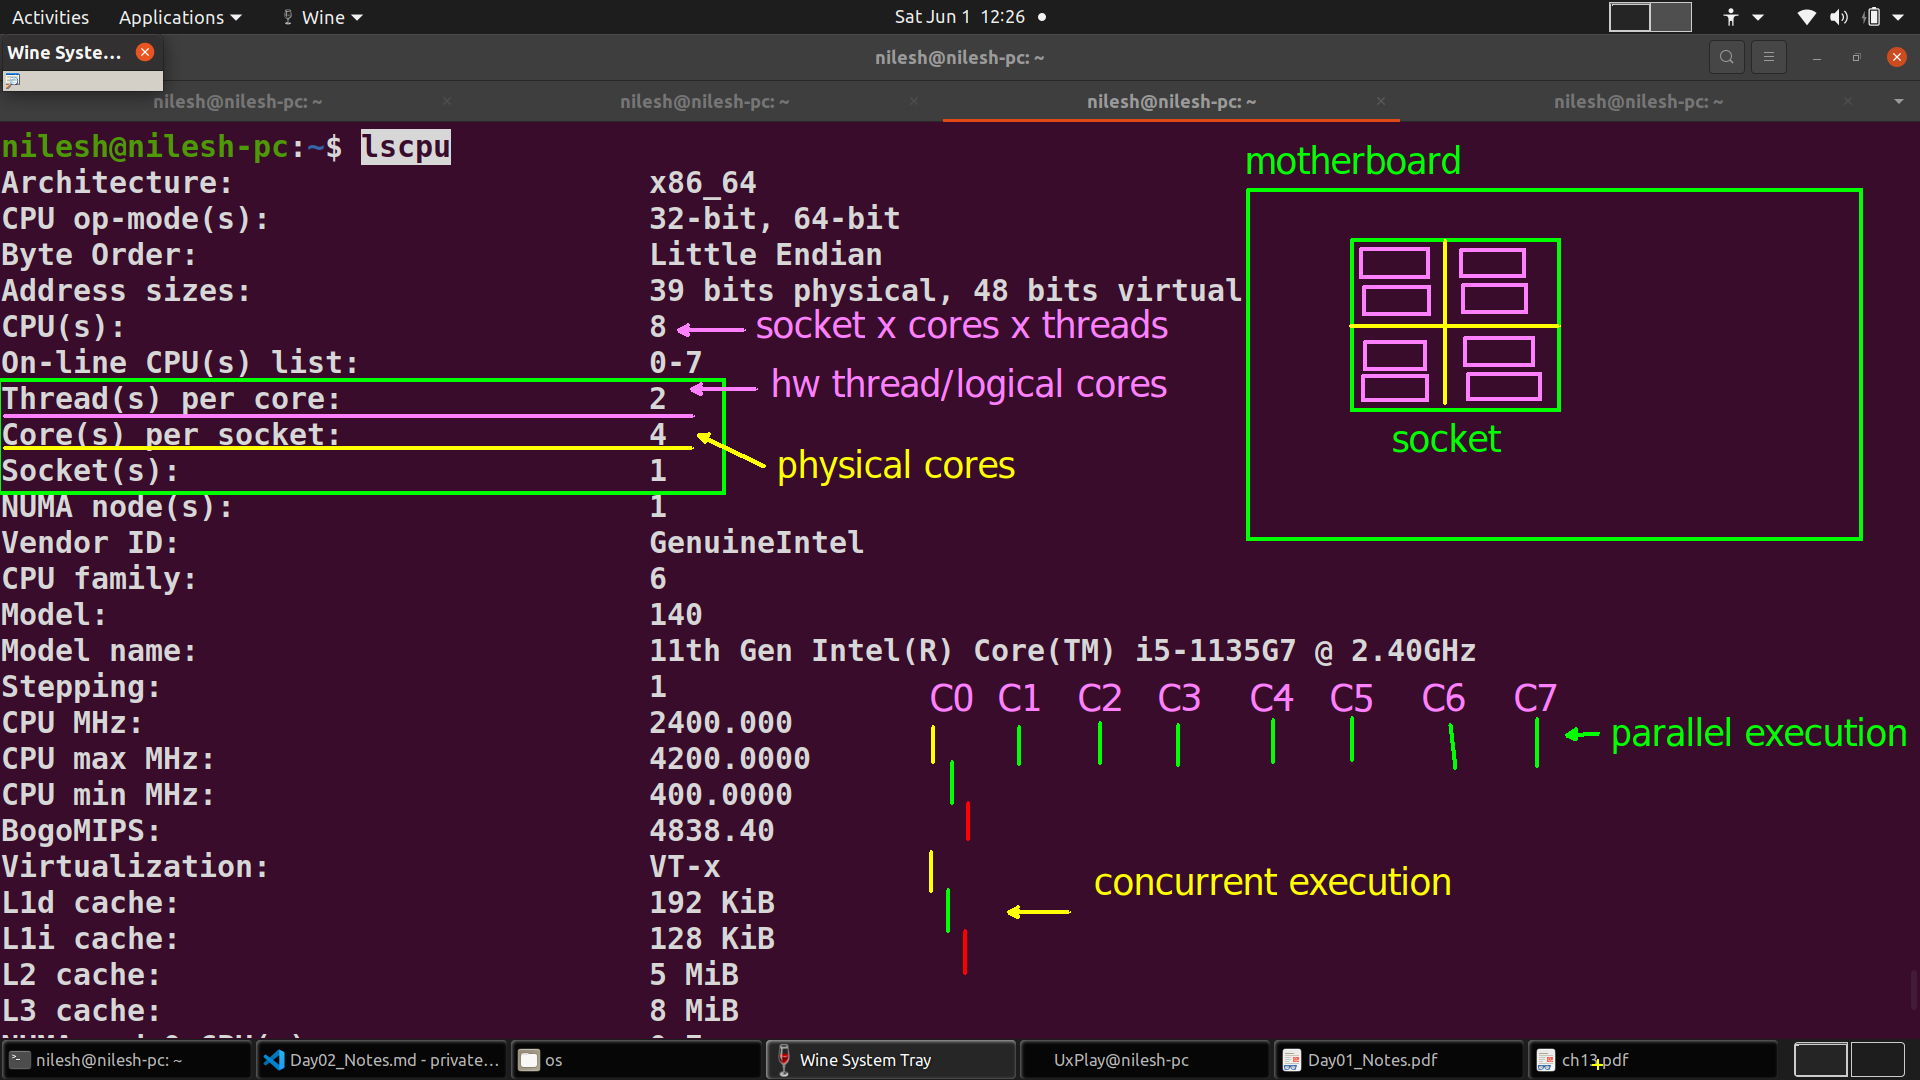 Activities Applications Wine Sat Jun 1 12:26
Wine Syste...
nilesh@nilesh-pc: ~
nilesh@nilesh-pc: ~ nilesh@nilesh-pc: ~ nilesh@nilesh-pc: ~ nilesh@nilesh-pc: ~
nilesh@nilesh-pc:~$ lscpu
motherboard
Architecture: x86_64
CPU op-mode(s): 32-bit, 64-bit
Byte Order: Little Endian
Address sizes: 39 bits physical, 48 bits virtual
CPU(s): 8 socket x cores x threads
On-line CPU(s) list: 0-7
Thread(s) per core: 2 hw thread/logical cores
Core(s) per socket: 4
socket
Socket(s): 1 physical cores
NUMA node(s): 1
Vendor ID: GenuineIntel
CPU family: 6
Model: 140
Model name: 11th Gen Intel(R) Core(TM) i5-1135G7 @ 2.40GHz
Stepping: 1
C0 C1 C2 C3 C4 C5 C6 C7
CPU MHz: 2400.000
parallel execution
CPU max MHz: 4200.0000
CPU min MHz: 400.0000
BogoMIPS: 4838.40
Virtualization: VT-x
concurrent execution
L1d cache: 192 KiB
L1i cache: 128 KiB
L2 cache: 5 MiB
L3 cache: 8 MiB
nilesh@nilesh-pc: ~ Day02_Notes.md - private... os Wine System Tray UxPlay@nilesh-pc Day01_Notes.pdf ch13.pdf